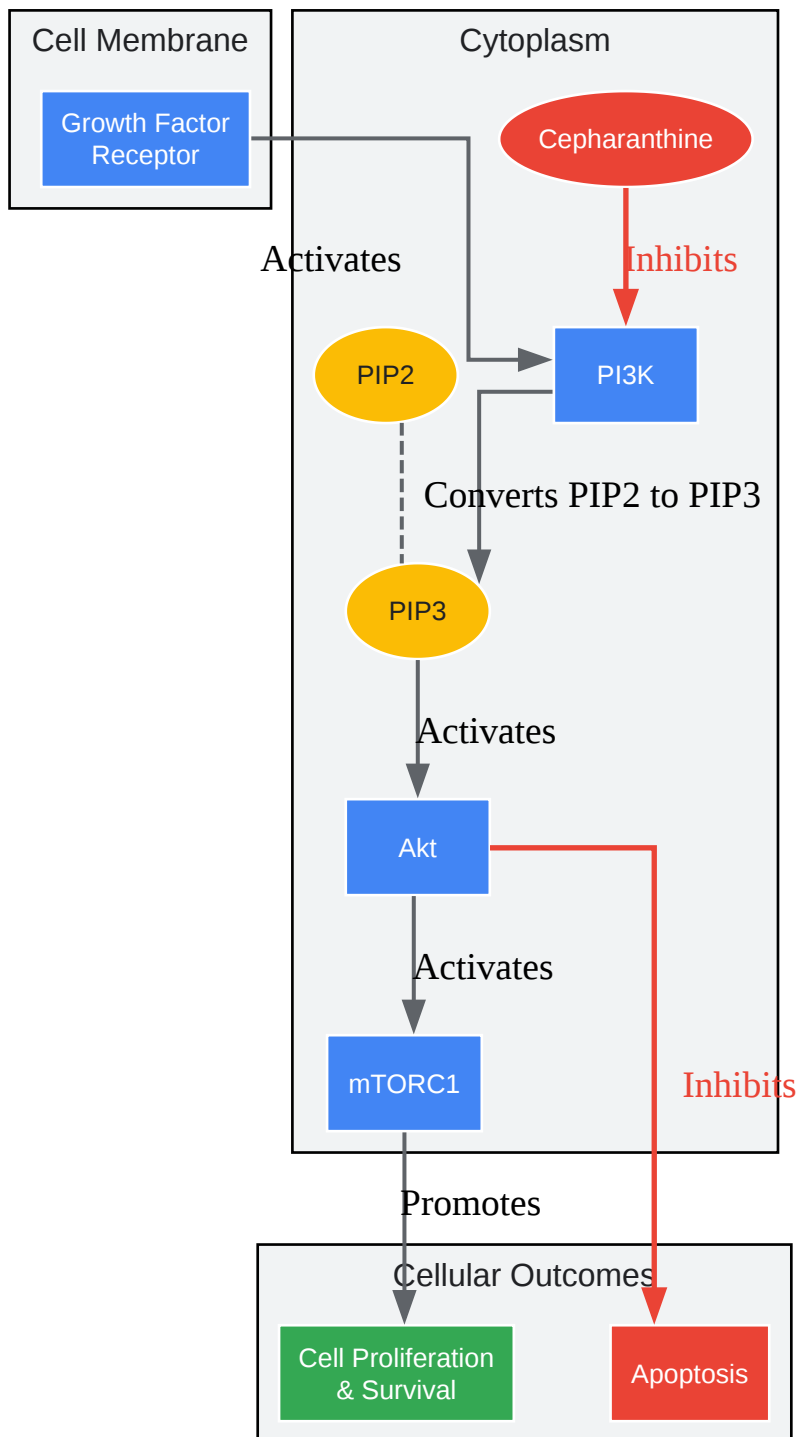 Cell Membrane
Cytoplasm
Growth Factor
Receptor
Cepharanthine
Activates
Inhibits
PIP2
PI3K
Converts PIP2 to PIP3
PIP3
Activates
Akt
Activates
mTORC1
Inhibits
Promotes
Cellular Outcomes
Cell Proliferation
& Survival
Apoptosis